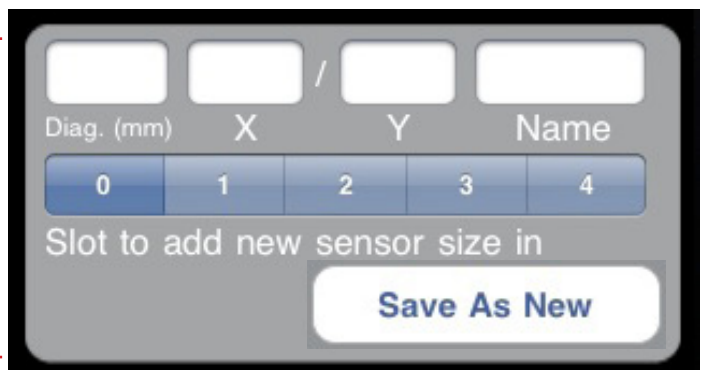 /
Diag. (mm) X Y Name
0 1 2 3 4
Slot to add new sensor size in
Save As New